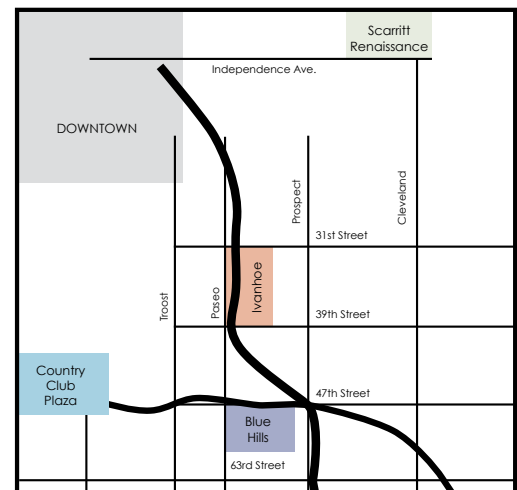 Scarritt
Renaissance
Independence Ave.
DOWNTOWN
Prospect
Cleveland
31st Street
Ivanhoe
Paseo
Troost
39th Street
Country
Club
Plaza
47th Street
Blue
Hills
63rd Street